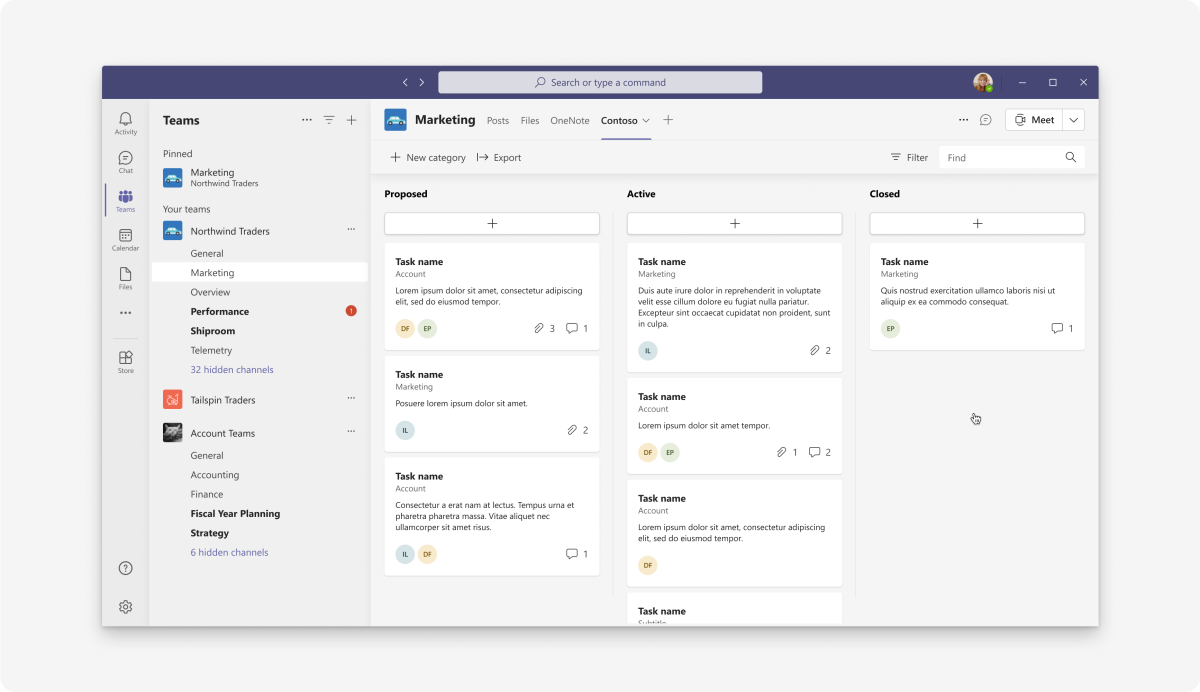 Search or type a command
Activity
Chat
Teams
Calendar
Files
Store
Teams
Pinned
Marketing
Northwind Traders
Your teams
Northwind Traders
General
Marketing
Overview
Performance 1
Shiproom
Telemetry
32 hidden channels
Tailspin Traders
Account Teams
General
Accounting
Finance
Fiscal Year Planning
Strategy
6 hidden channels
Marketing Posts Files OneNote Contoso
Meet
New category Export
Filter Find
Proposed
Task name
Account
Lorem ipsum dolor sit amet, consectetur adipiscing
elit, sed do eiusmod tempor.
DF EP 3 1
Task name
Marketing
Posuere lorem ipsum dolor sit amet.
IL 2
Task name
Account
Consectetur a erat nam at lectus. Tempus urna et
pharetra pharetra massa. Vitae aliquet nec
ullamcorper sit amet risus.
IL DF 1
Active
Task name
Marketing
Duis aute irure dolor in reprehenderit in voluptate
velit esse cillum dolore eu fugiat nulla pariatur.
Excepteur sint occaecat cupidatat non proident, sunt
in culpa.
IL 2
Task name
Account
Lorem ipsum dolor sit amet tempor.
DF EP 1 2
Task name
Account
Lorem ipsum dolor sit amet, consectetur adipiscing
elit, sed do eiusmod tempor.
DF
Task name
Subtitle
Closed
Task name
Marketing
Quis nostrud exercitation ullamco laboris nisi ut
aliquip ex ea commodo consequat.
EP 1